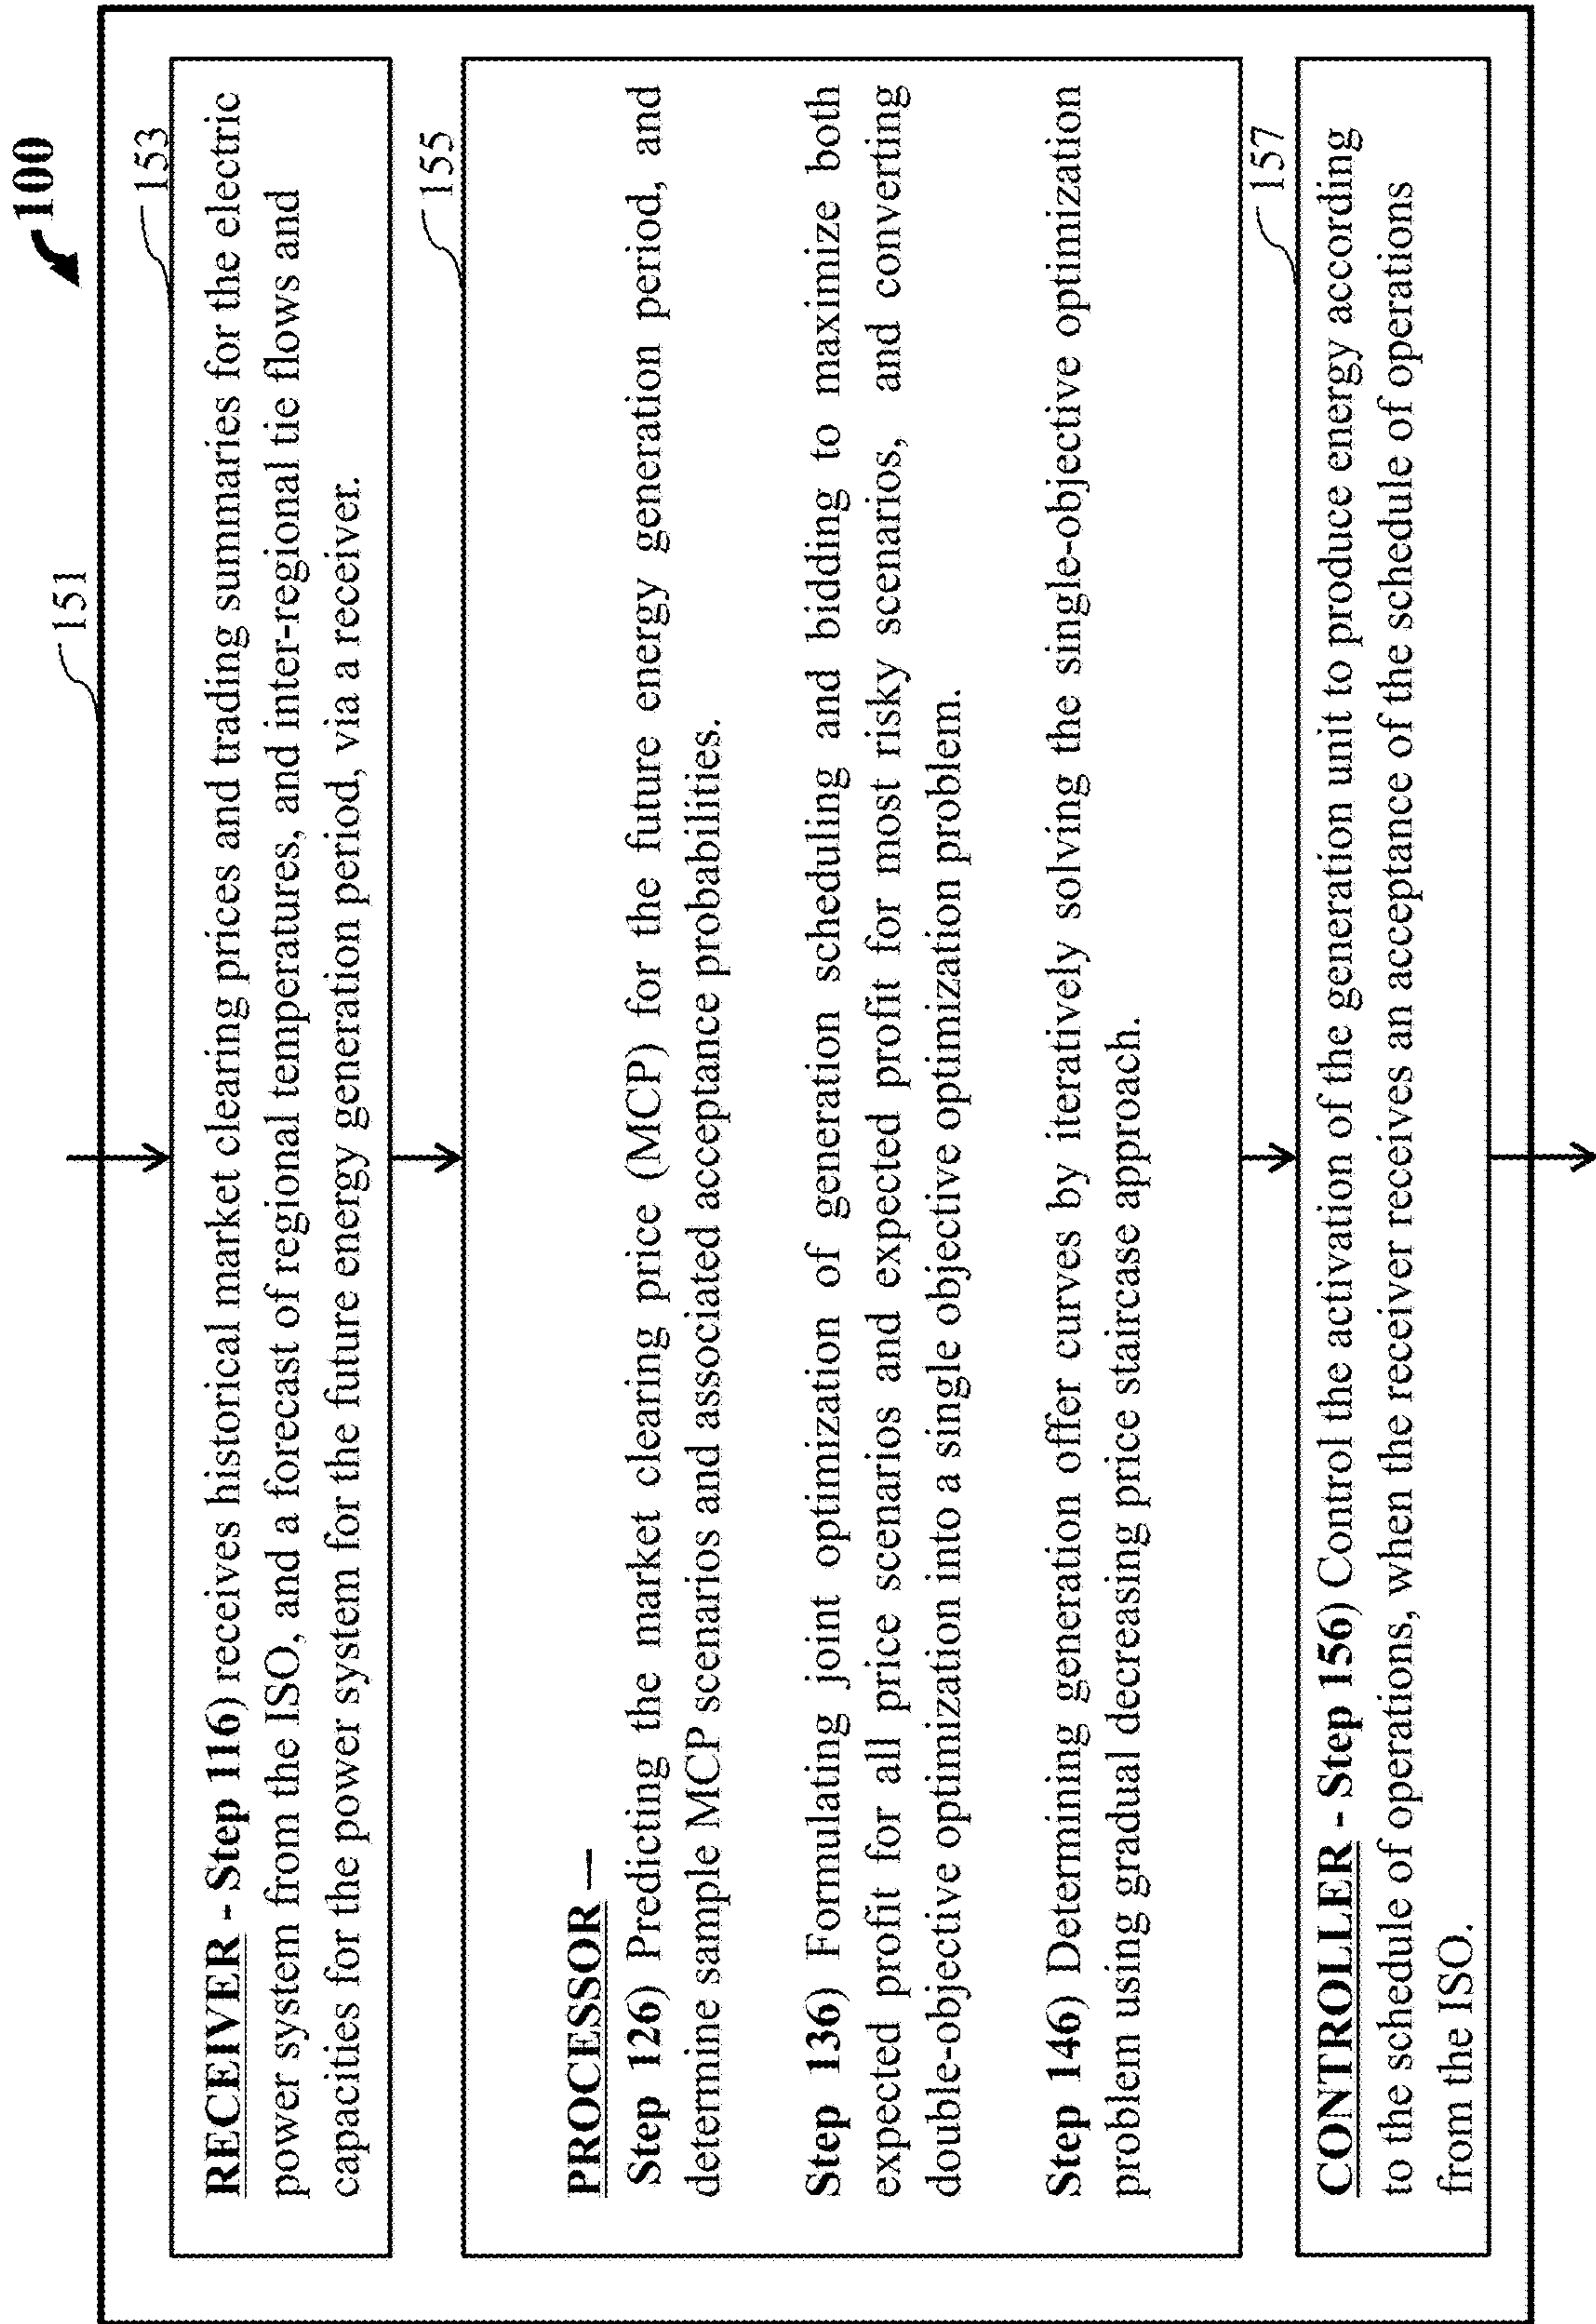 100
151
153
RECEIVER - Step 116) receives historical market clearing prices and trading summaries for the electric
power system from the ISO, and a forecast of regional temperatures, and inter-regional tie flows and
capacities for the power system for the future energy generation period, via a receiver.
155
PROCESSOR –
Step 126) Predicting the market clearing price (MCP) for the future energy generation period, and
determine sample MCP scenarios and associated acceptance probabilities.
Step 136) Formulating joint optimization of generation scheduling and bidding to maximize both
expected profit for all price scenarios and expected profit for most risky scenarios, and converting
double-objective optimization into a single objective optimization problem.
Step 146) Determining generation offer curves by iteratively solving the single-objective optimization
problem using gradual decreasing price staircase approach.
157
CONTROLLER - Step 156) Control the activation of the generation unit to produce energy according
to the schedule of operations, when the receiver receives an acceptance of the schedule of operations
from the ISO.